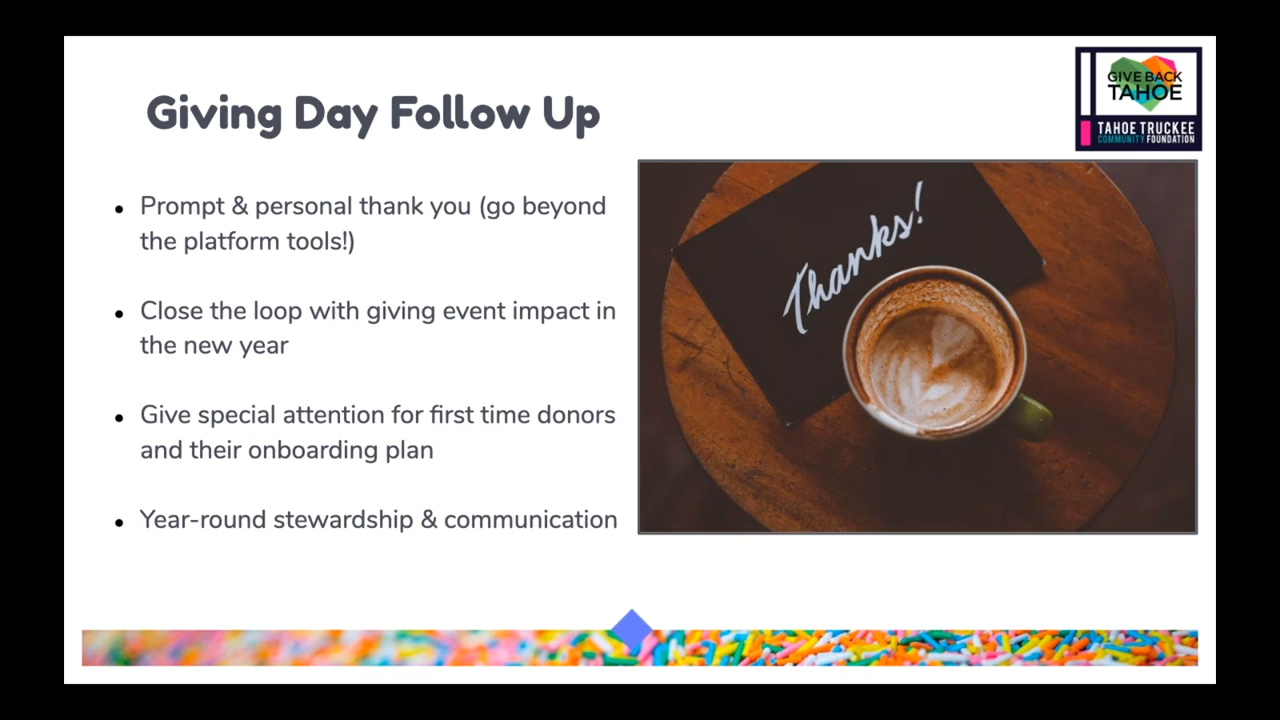 Giving Day Follow Up
GIVE BACK
TAHOE
TAHOE TRUCKEE
COMMUNITY FOUNDATION
• Prompt & personal thank you (go beyond
the platform tools!)
• Close the loop with giving event impact in
the new year
• Give special attention for first time donors
and their onboarding plan
• Year-round stewardship & communication
Thanks!